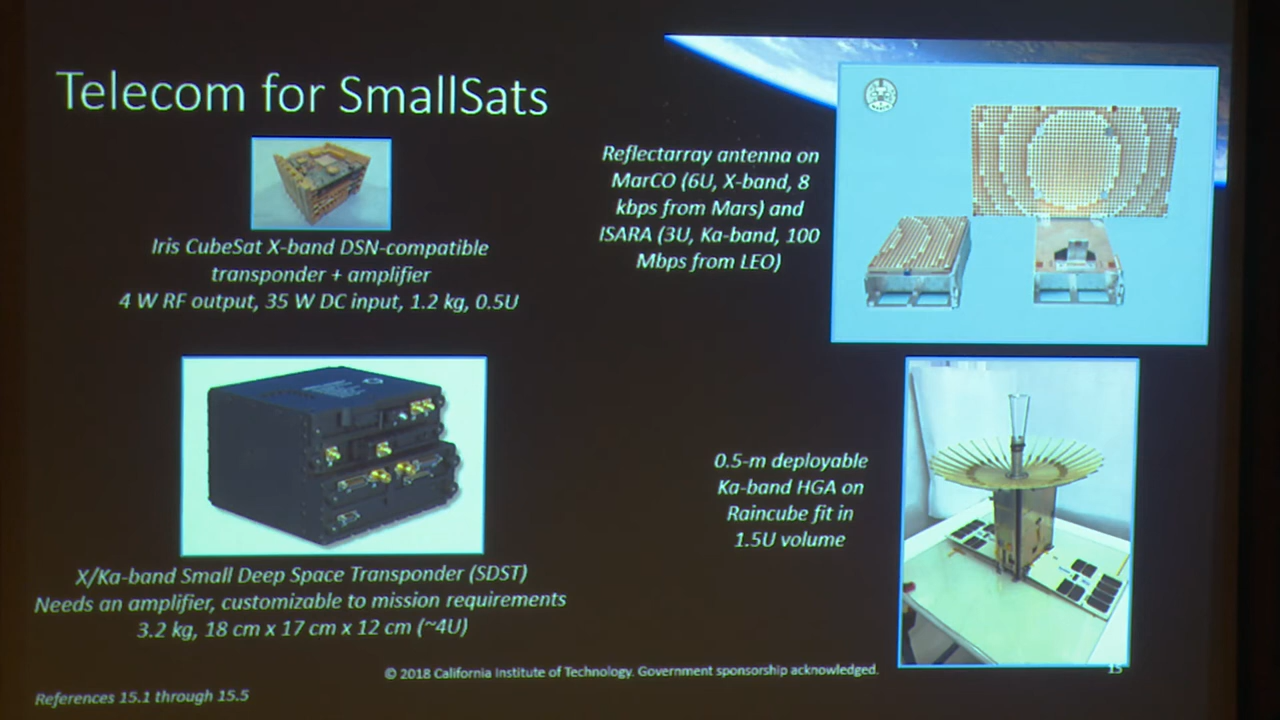 Telecom for SmallSats
Iris CubeSat X-band DSN-compatible
transponder + amplifier
4 W RF output, 35 W DC input, 1.2 kg, 0.5U
Reflectarray antenna on
MarCO (6U, X-band, 8
kbps from Mars) and
ISARA (3U, Ka-band, 100
Mbps from LEO)
X/Ka-band Small Deep Space Transponder (SDST)
Needs an amplifier, customizable to mission requirements
3.2 kg, 18 cm x 17 cm x 12 cm (~4U)
0.5-m deployable
Ka-band HGA on
Raincube fit in
1.5U volume
© 2018 California Institute of Technology. Government sponsorship acknowledged.
15
References 15.1 through 15.5